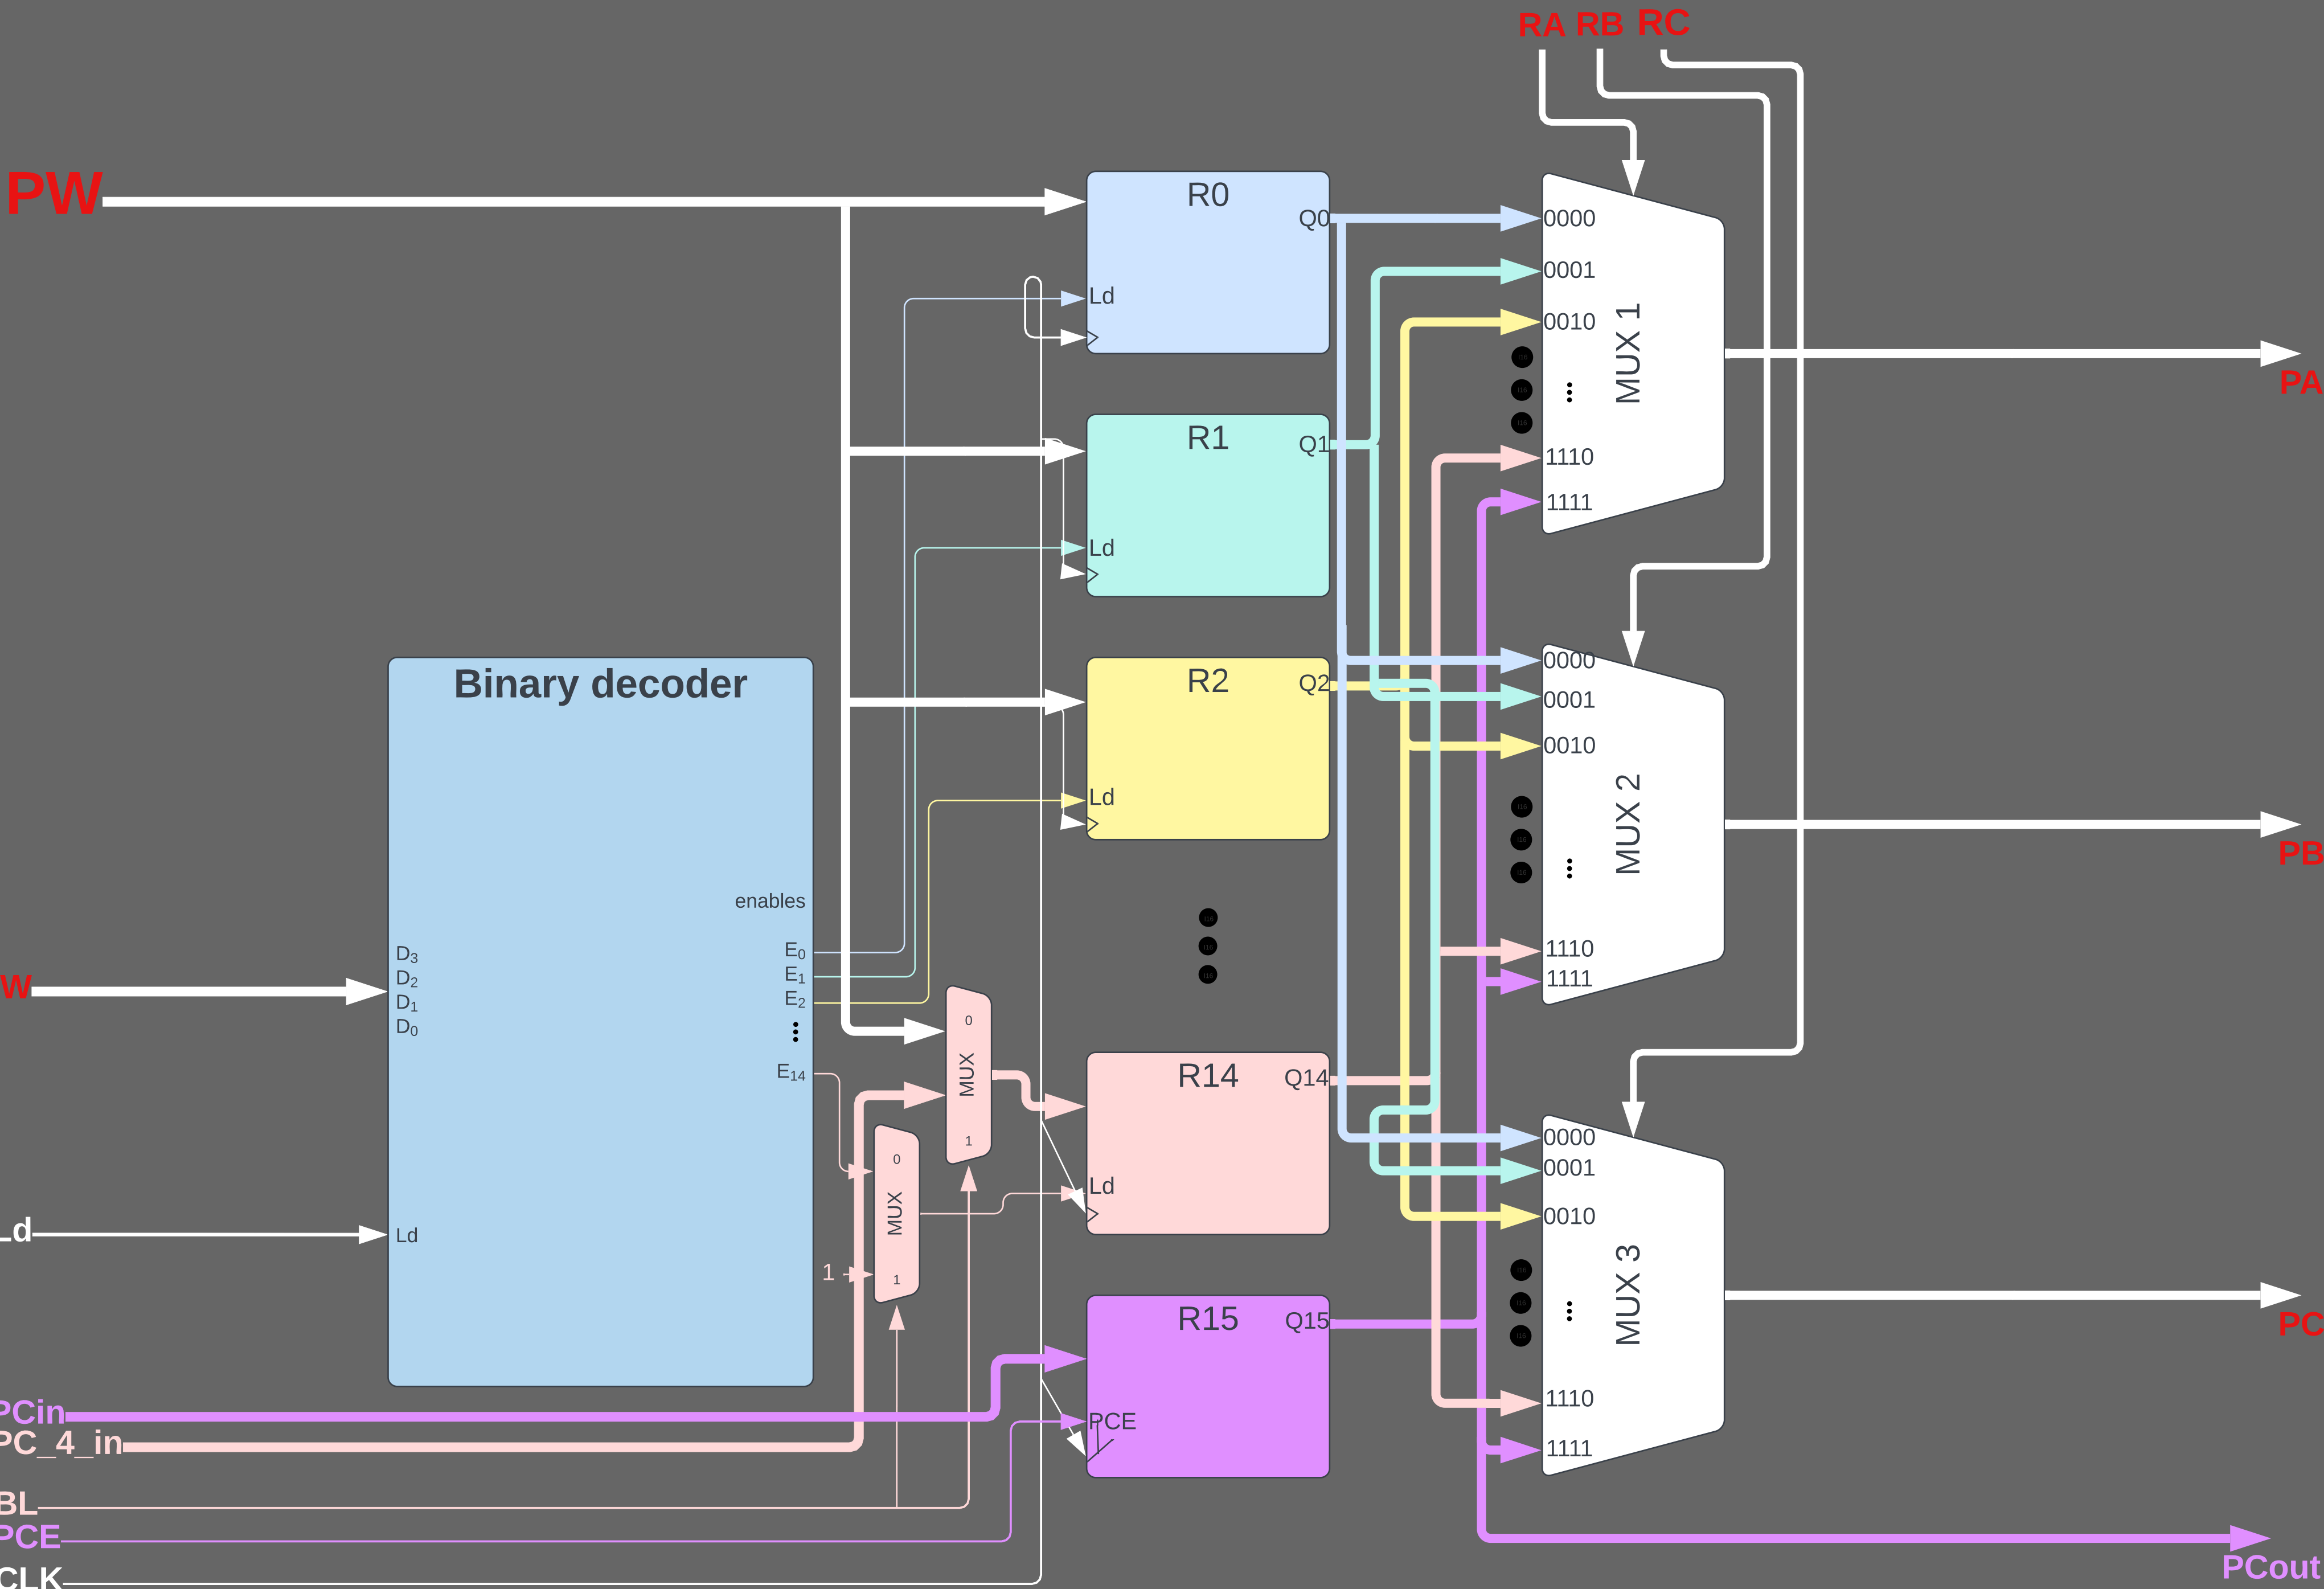 RA RB RC
PW
R0
Q0
Ld
0000
0001
0010
MUX 1
1110
1111
PA
R1
Q1
Ld
R2
Q2
Ld
0000
0001
0010
MUX 2
1110
1111
PB
Binary decoder
enables
D3
D2
D1
D0
E0
E1
E2
E14
W
Ld
Ld
0
MUX
1
0
MUX
1
1
R14
Q14
Ld
R15
Q15
PCE
0000
0001
0010
MUX 3
1110
1111
PC
PCin
PC_4_in
BL
PCE
CLK
PCout